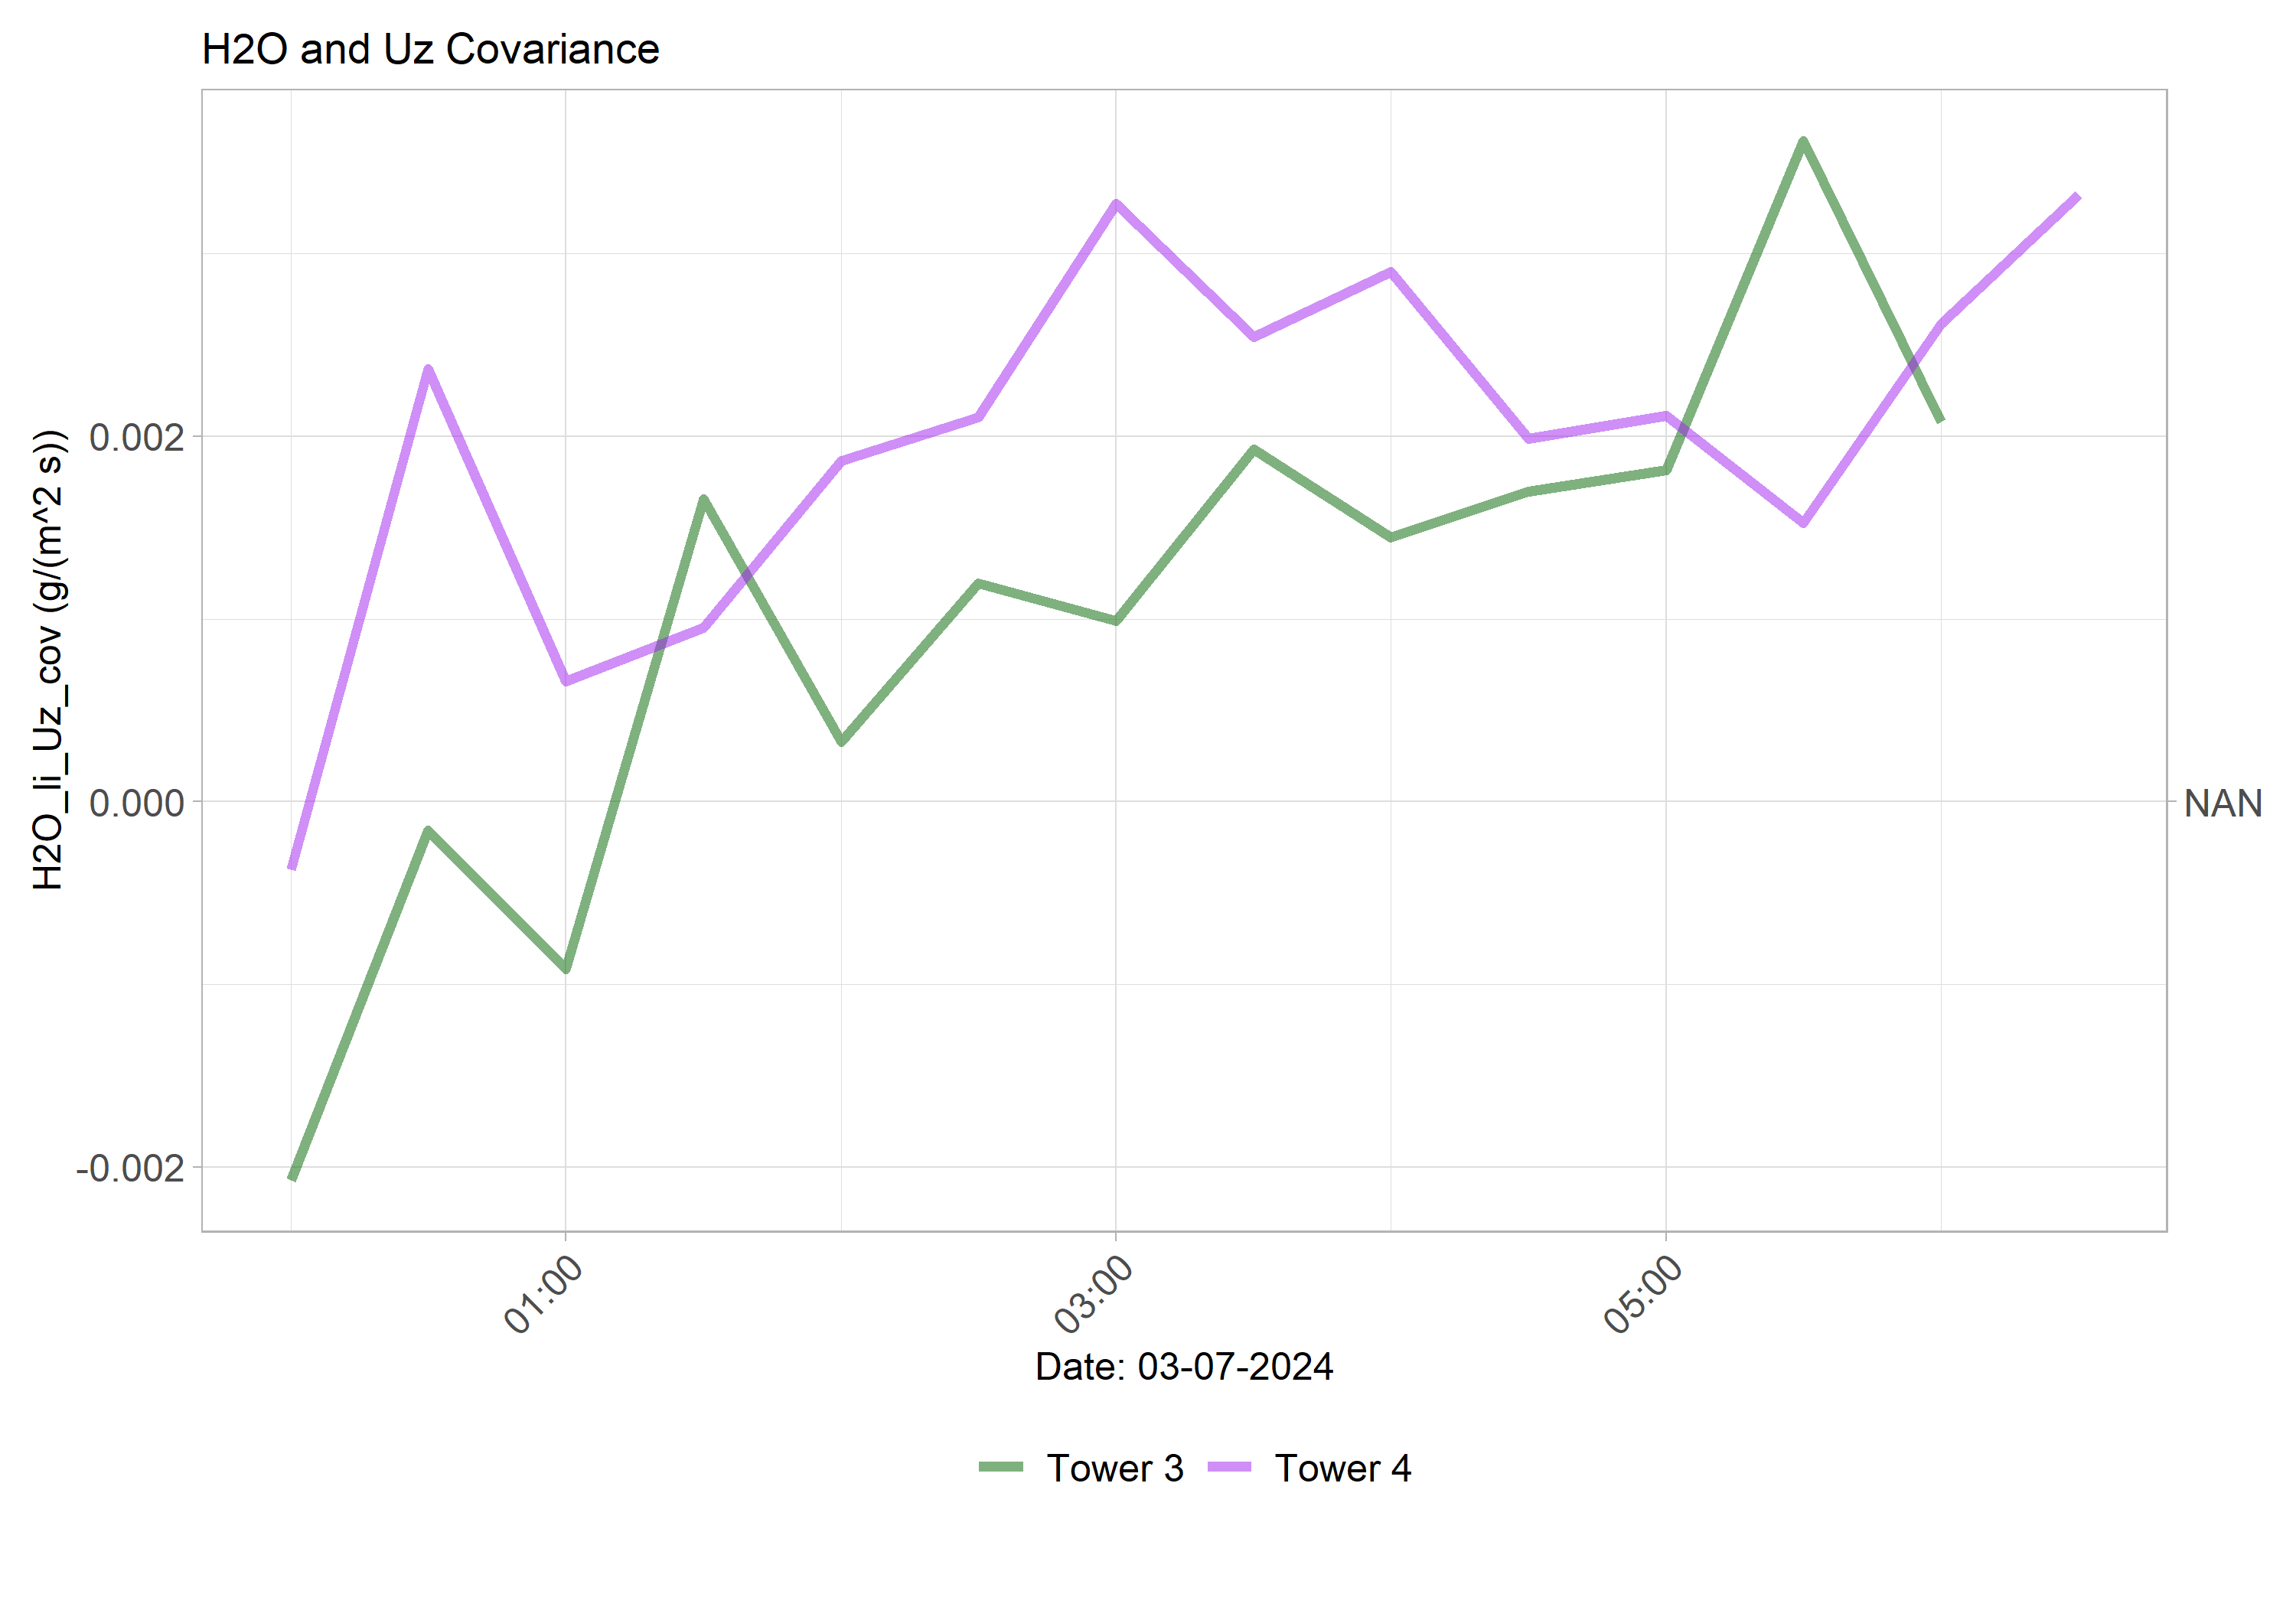 H2O and Uz Covariance
H2O_li_Uz_cov (g/(m^2 s))
0.002
0.000
-0.002
NAN
01:00
03:00
05:00
Date: 03-07-2024
Tower 3
Tower 4